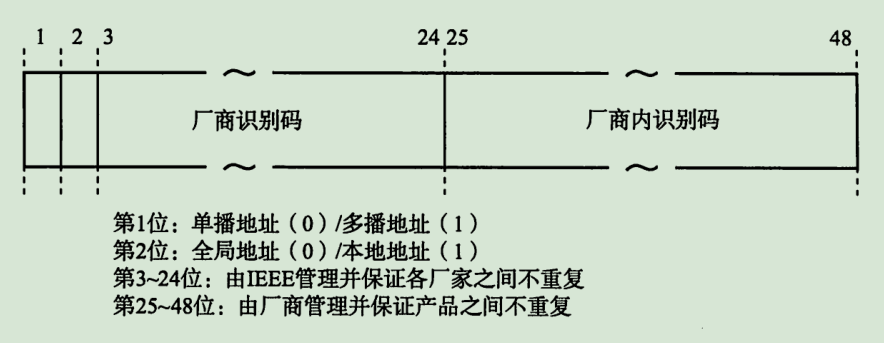 1 2 3 24 25 48
厂商识别码 厂商内识别码
第1位：单播地址（0）/多播地址（1）
第2位：全局地址（0）/本地地址（1）
第3~24位：由IEEE管理并保证各厂家之间不重复
第25~48位：由厂商管理并保证产品之间不重复